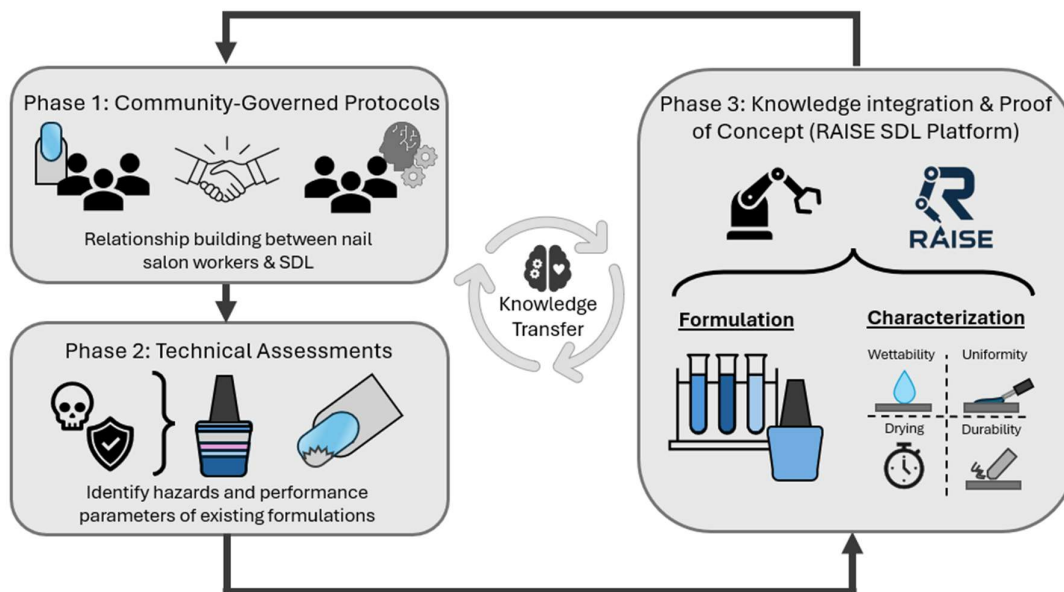 Phase 1: Community-Governed Protocols
Relationship building between nail
salon workers & SDL
Phase 2: Technical Assessments
Identify hazards and performance
parameters of existing formulations
Knowledge
Transfer
Phase 3: Knowledge integration & Proof
of Concept (RAISE SDL Platform)
R
RAISE
Formulation
Characterization
Wettability
Uniformity
Drying
Durability